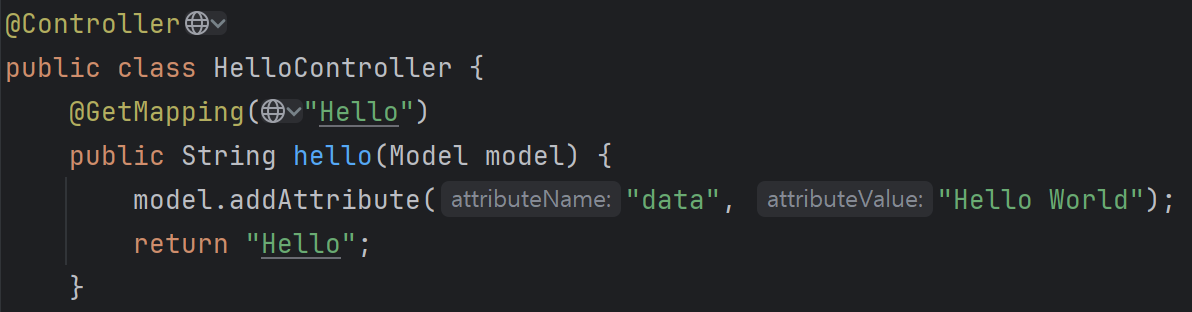 @Controller
public class HelloController {
@GetMapping("Hello")
public String hello(Model model) {
model.addAttribute( attributeName: "data", attributeValue: "Hello World");
return "Hello";
}